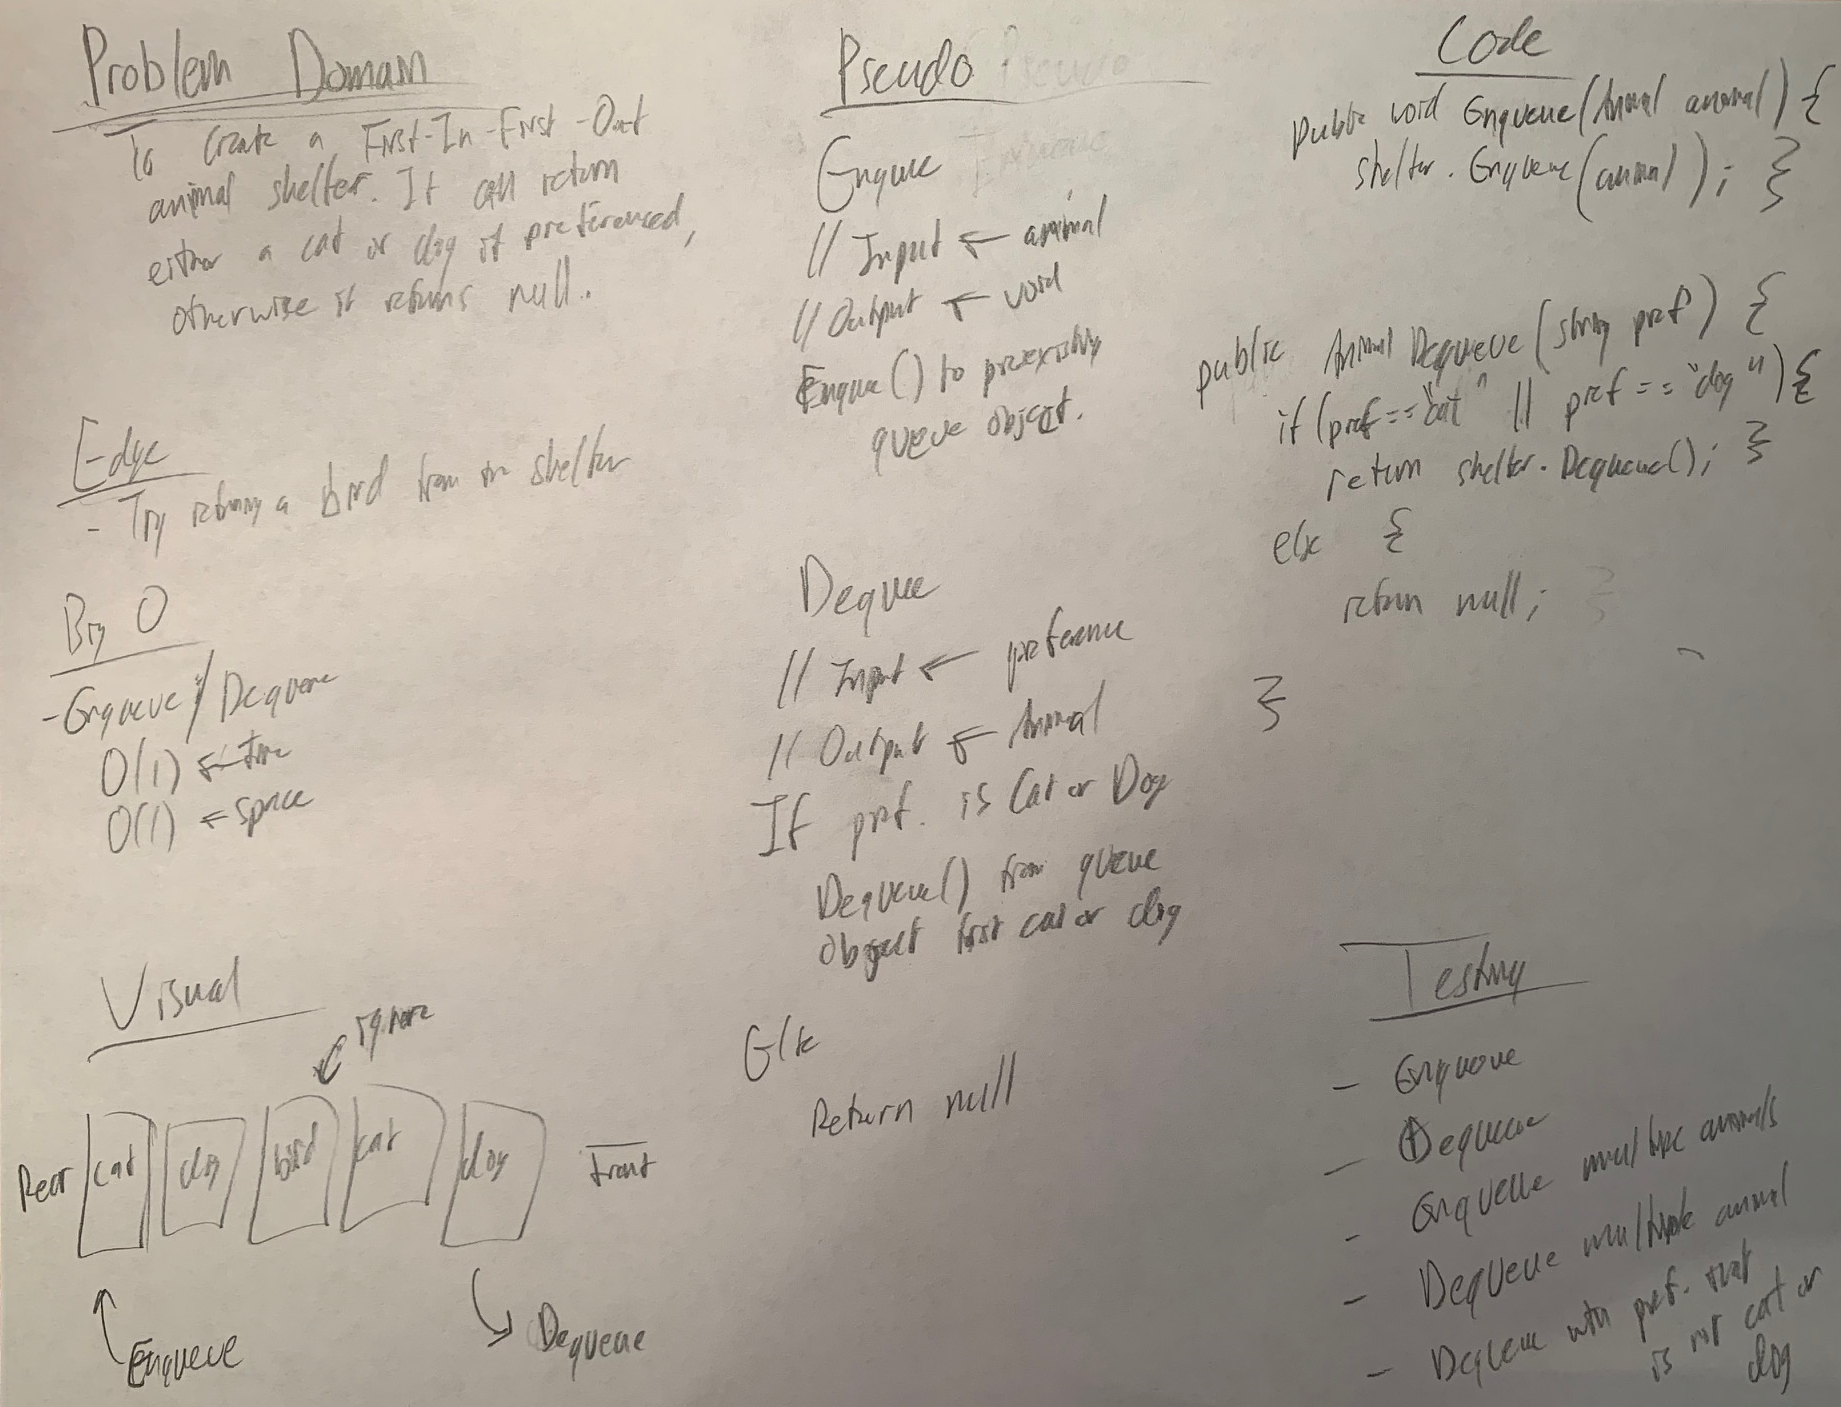 Problem Domain
To Create a First-In-First-Out
animal shelter. It can return
either a cat or dog if preferenced,
otherwise it returns null.
Edge
- Try returning a bird from the shelter
Big O
- Enqueue / Dequeue
O(1) ← Time
O(1) ← Space
Visual
ignore
Rear cat dog bird cat dog Front
Enqueue
Dequeue
Pseudo Pseudo
Enque Enqueue
// Input ← animal
// Output ← void
Enque() to preexisting
queue object.
Dequee
// Input ← preference
// Output ← Animal
If pref. is Cat or Dog
Dequeue() from queue
Object first cat or dog
Else
Return null
Code
public void Enqueue(Animal animal) {
shelter.Enqueue(animal); }
public Animal Dequeue(string pref) {
if (pref == "cat" || pref == "dog") {
return shelter.Dequeue(); }
else {
return null; }
}
Testing
- Enqueue
- Dequeue
- Enqueue multiple animals
- Dequeue multiple animal
- Dequeue with pref. that
is not cat or
dog